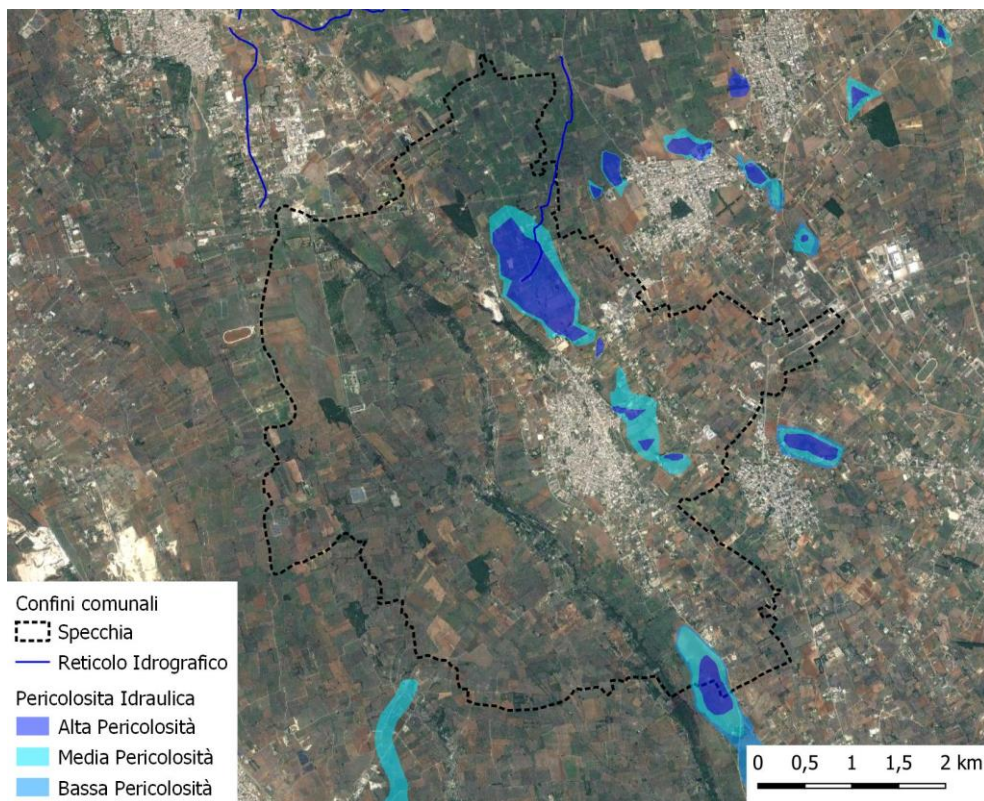 Confini comunali
Specchia
Reticolo Idrografico
Pericolosita Idraulica
Alta Pericolosità
Media Pericolosità
Bassa Pericolosità
0 0,5 1 1,5 2 km